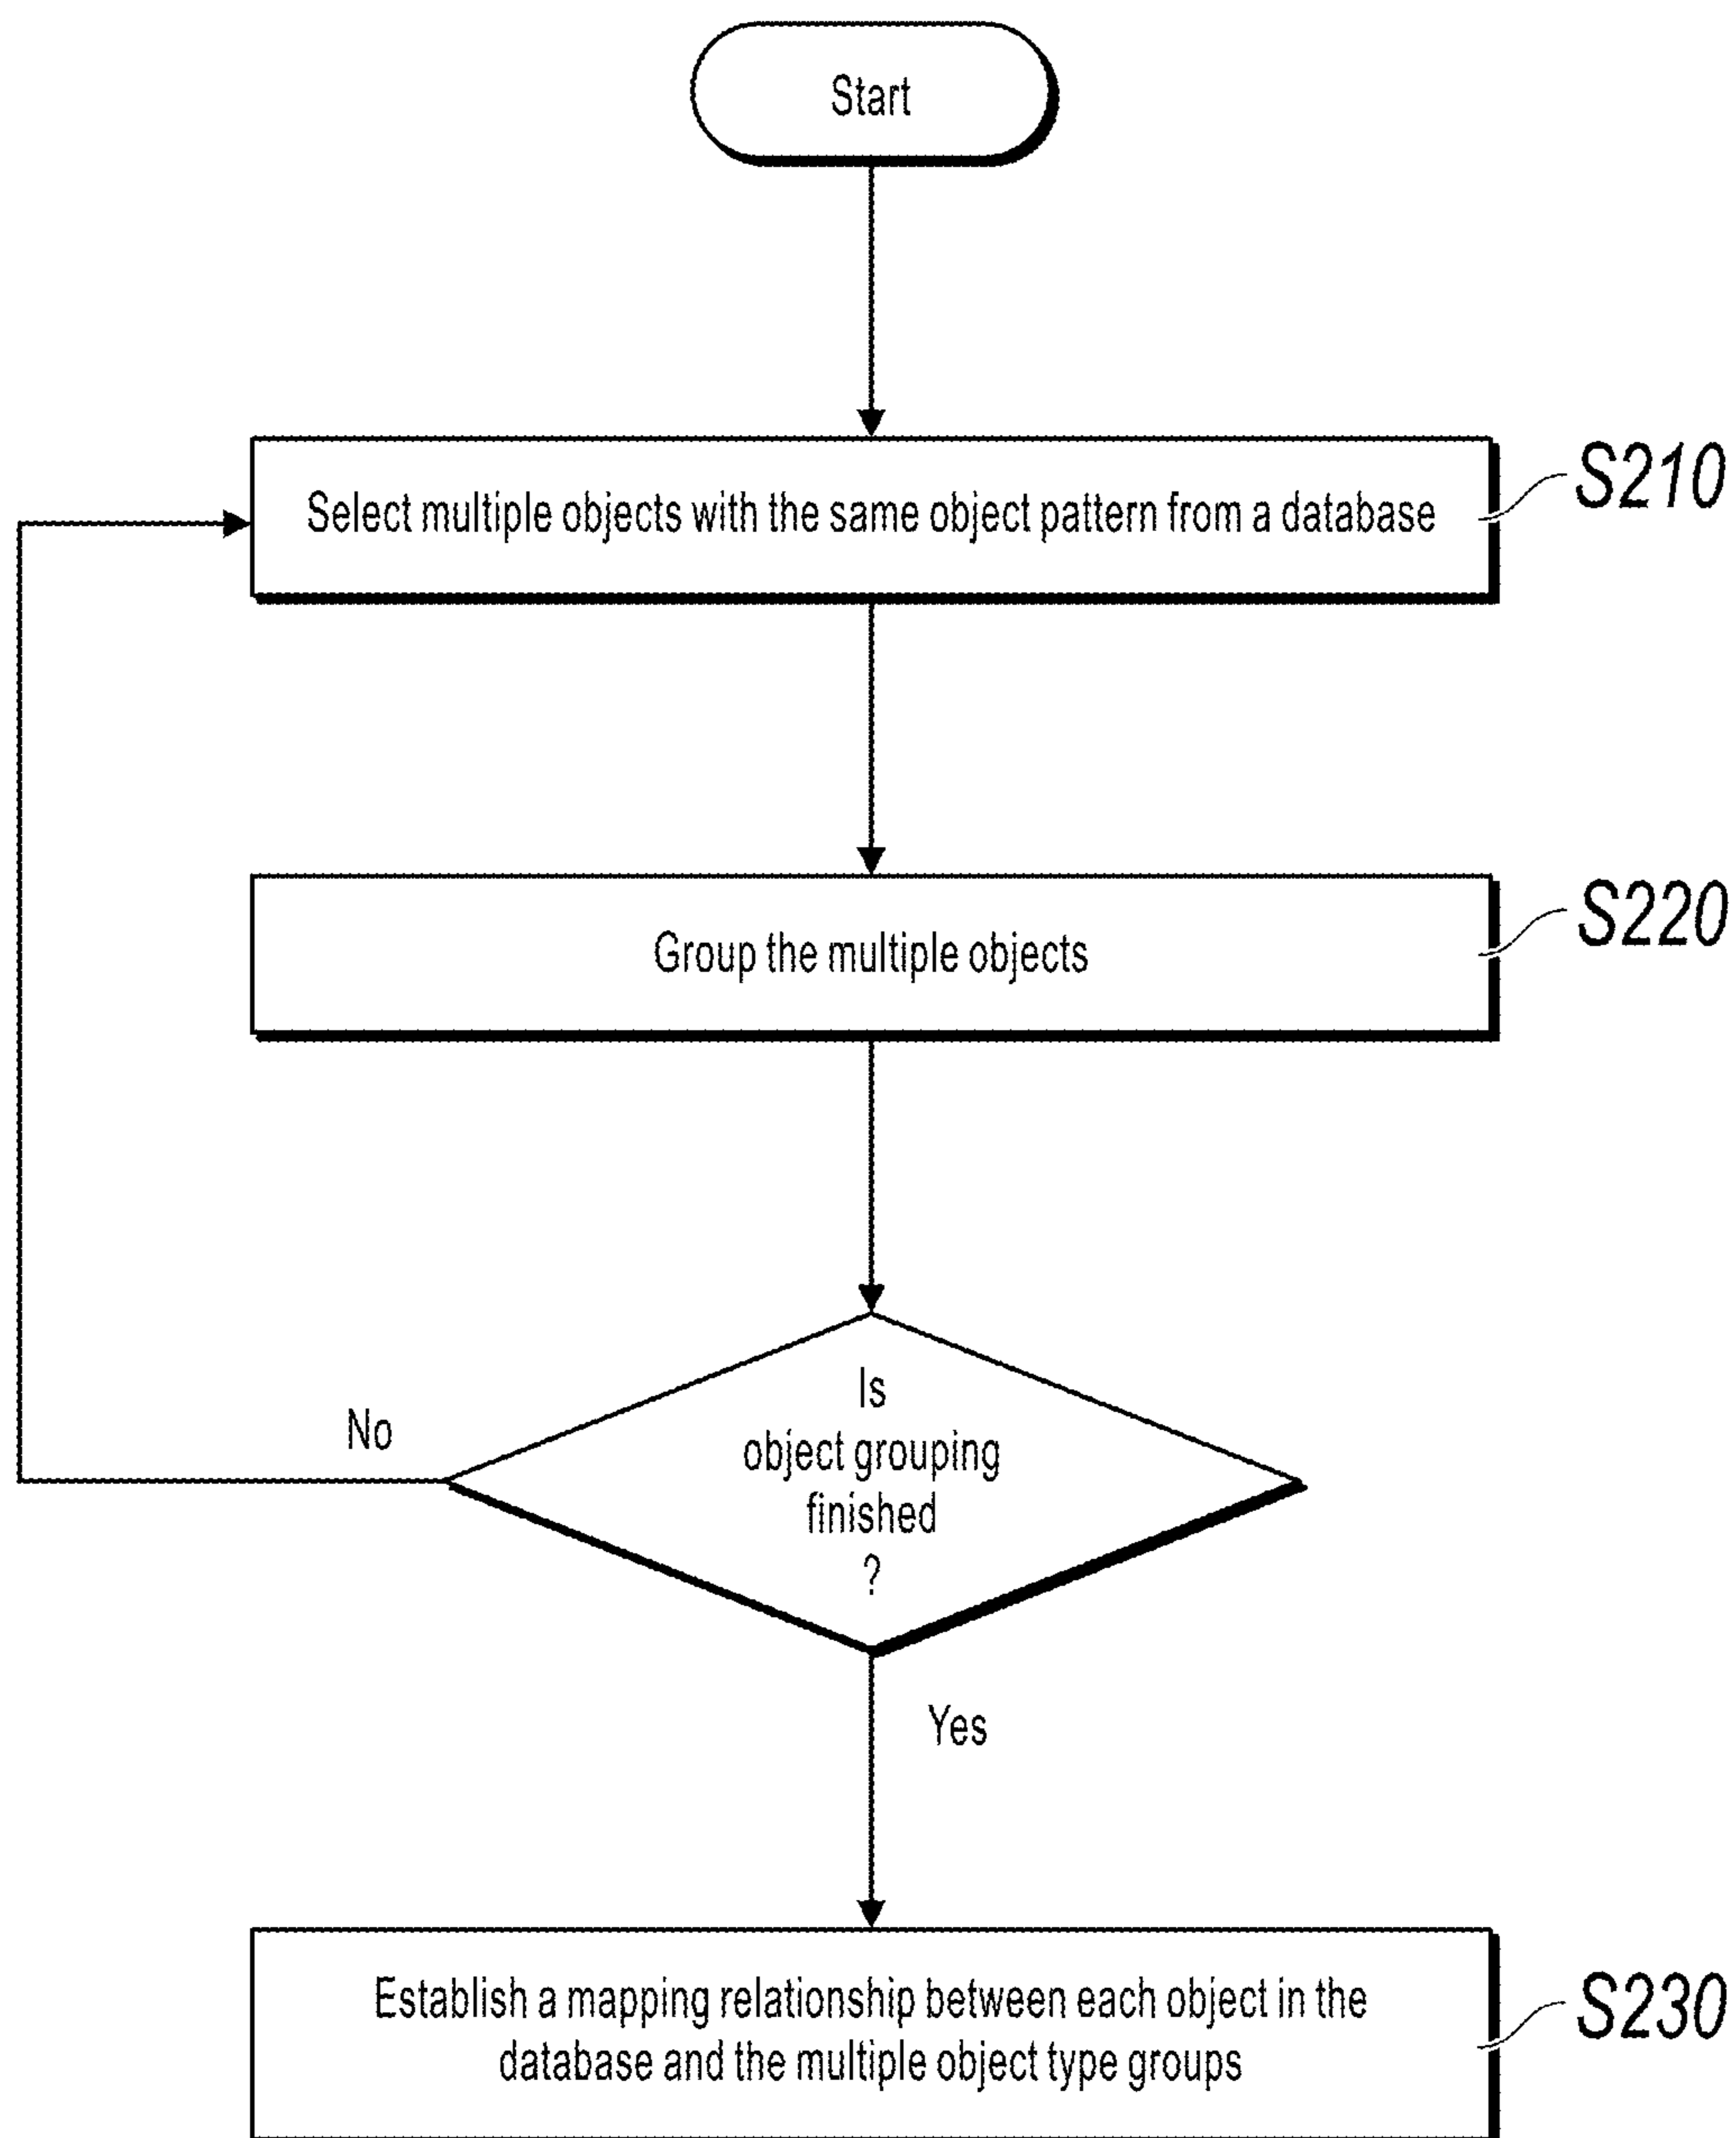 Start
Select multiple objects with the same object pattern from a database
S210
Group the multiple objects
S220
Is
object grouping
finished
?
No
Yes
Establish a mapping relationship between each object in the
database and the multiple object type groups
S230